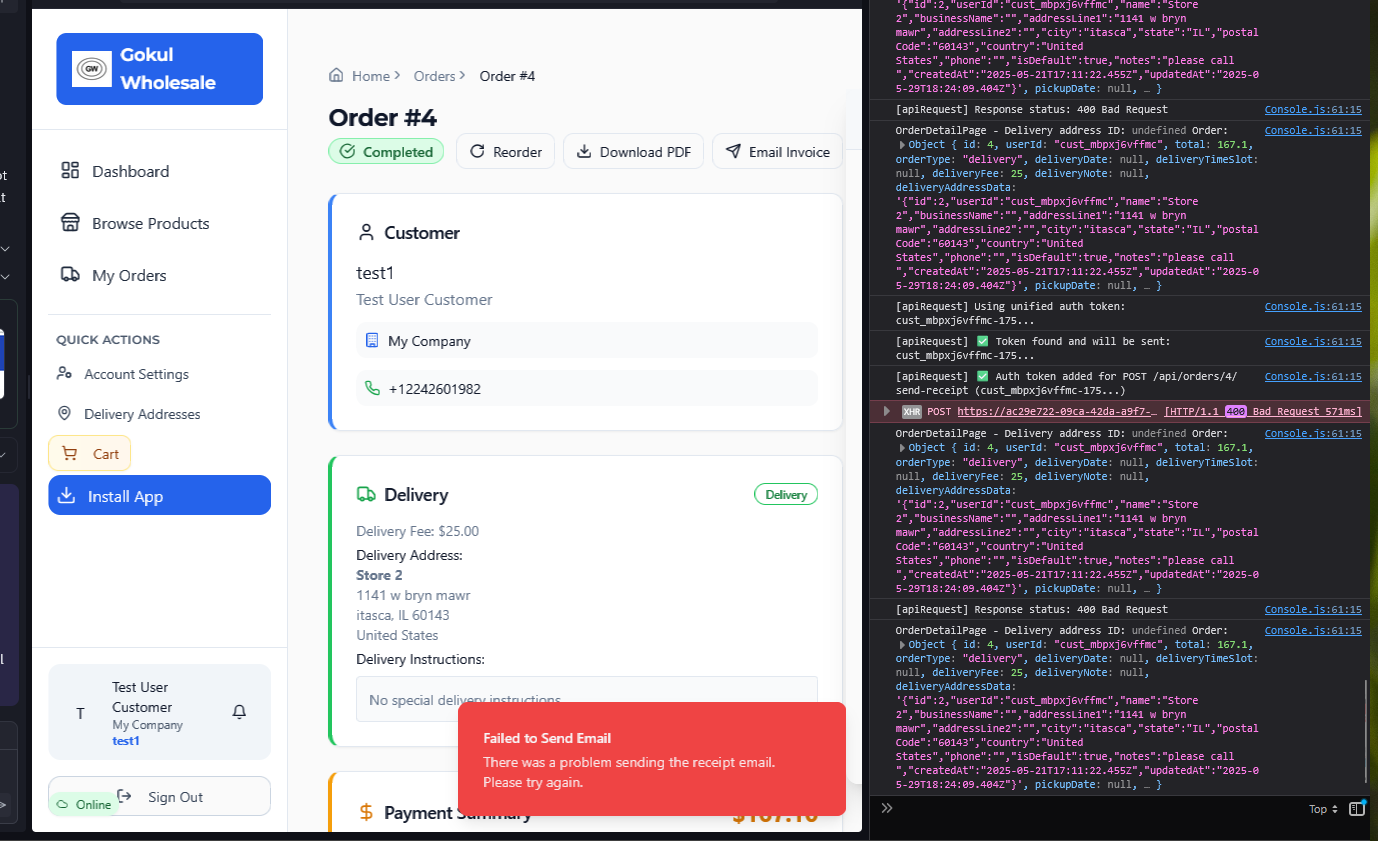 Gokul
Wholesale
GW
Dashboard
Browse Products
My Orders
QUICK ACTIONS
Account Settings
Delivery Addresses
Cart
Install App
T
Test User
Customer
My Company
test1
Online
Sign Out
Home
Orders
Order #4
Order #4
Completed
Reorder
Download PDF
Email Invoice
Customer
test1
Test User Customer
My Company
+12242601982
Delivery
Delivery
Delivery Fee: $25.00
Delivery Address:
Store 2
1141 w bryn mawr
itasca, IL 60143
United States
Delivery Instructions:
No special delivery instructions
Failed to Send Email
There was a problem sending the receipt email.
Please try again.
Payment Summary
$167.10
'{"id":2,"userId":"cust_mbpxj6vffmc","name":"Store
2","businessName":"","addressLine1":"1141 w bryn
mawr","addressLine2":"","city":"itasca","state":"IL","postal
Code":"60143","country":"United
States","phone":"","isDefault":true,"notes":"please call
","createdAt":"2025-05-21T17:11:22.455Z","updatedAt":"2025-0
5-29T18:24:09.404Z"}', pickupDate: null, … }
[apiRequest] Response status: 400 Bad Request Console.js:61:15
OrderDetailPage - Delivery address ID: undefined Order: Console.js:61:15
Object { id: 4, userId: "cust_mbpxj6vffmc", total: 167.1,
orderType: "delivery", deliveryDate: null, deliveryTimeSlot:
null, deliveryFee: 25, deliveryNote: null,
deliveryAddressData:
'{"id":2,"userId":"cust_mbpxj6vffmc","name":"Store
2","businessName":"","addressLine1":"1141 w bryn
mawr","addressLine2":"","city":"itasca","state":"IL","postal
Code":"60143","country":"United
States","phone":"","isDefault":true,"notes":"please call
","createdAt":"2025-05-21T17:11:22.455Z","updatedAt":"2025-0
5-29T18:24:09.404Z"}', pickupDate: null, … }
[apiRequest] Using unified auth token: Console.js:61:15
cust_mbpxj6vffmc-175...
[apiRequest] ✅ Token found and will be sent: Console.js:61:15
cust_mbpxj6vffmc-175...
[apiRequest] ✅ Auth token added for POST /api/orders/4/ Console.js:61:15
send-receipt (cust_mbpxj6vffmc-175...)
XHR POST https://ac29e722-09ca-42da-a9f7-… [HTTP/1.1 400 Bad Request 571ms]
OrderDetailPage - Delivery address ID: undefined Order: Console.js:61:15
Object { id: 4, userId: "cust_mbpxj6vffmc", total: 167.1,
orderType: "delivery", deliveryDate: null, deliveryTimeSlot:
null, deliveryFee: 25, deliveryNote: null,
deliveryAddressData:
'{"id":2,"userId":"cust_mbpxj6vffmc","name":"Store
2","businessName":"","addressLine1":"1141 w bryn
mawr","addressLine2":"","city":"itasca","state":"IL","postal
Code":"60143","country":"United
States","phone":"","isDefault":true,"notes":"please call
","createdAt":"2025-05-21T17:11:22.455Z","updatedAt":"2025-0
5-29T18:24:09.404Z"}', pickupDate: null, … }
[apiRequest] Response status: 400 Bad Request Console.js:61:15
OrderDetailPage - Delivery address ID: undefined Order: Console.js:61:15
Object { id: 4, userId: "cust_mbpxj6vffmc", total: 167.1,
orderType: "delivery", deliveryDate: null, deliveryTimeSlot:
null, deliveryFee: 25, deliveryNote: null,
deliveryAddressData:
'{"id":2,"userId":"cust_mbpxj6vffmc","name":"Store
2","businessName":"","addressLine1":"1141 w bryn
mawr","addressLine2":"","city":"itasca","state":"IL","postal
Code":"60143","country":"United
States","phone":"","isDefault":true,"notes":"please call
","createdAt":"2025-05-21T17:11:22.455Z","updatedAt":"2025-0
5-29T18:24:09.404Z"}', pickupDate: null, … }
Top